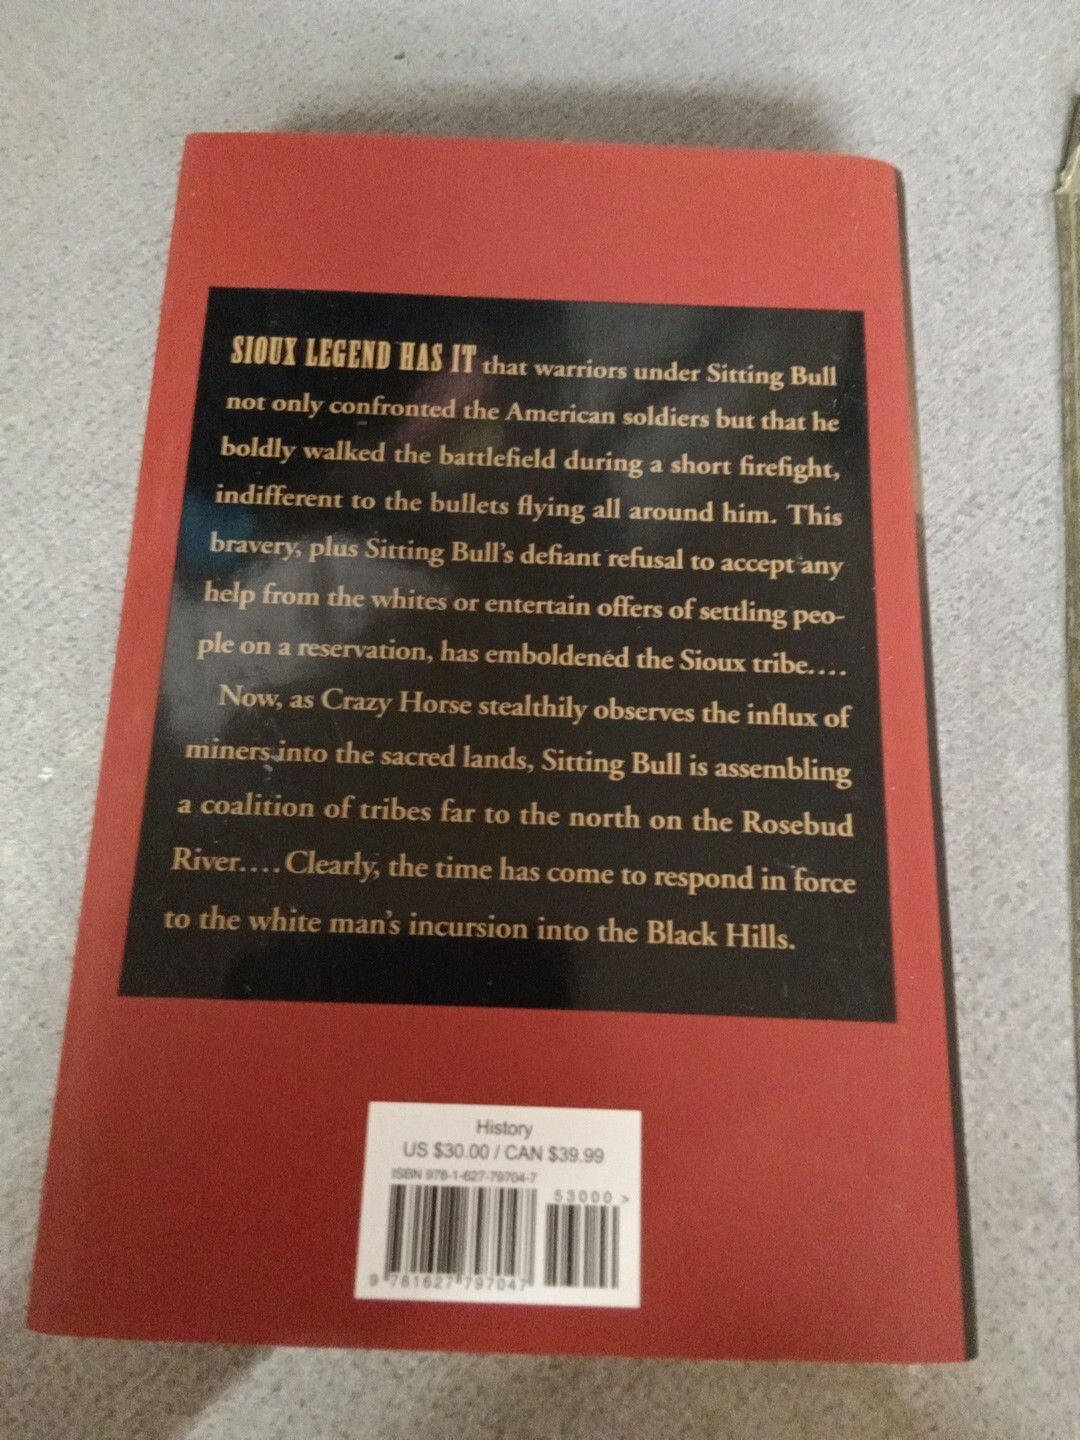 SIOUX LEGEND HAS IT that warriors under Sitting Bull
not only confronted the American soldiers but that he
boldly walked the battlefield during a short firefight,
indifferent to the bullets flying all around him. This
bravery, plus Sitting Bull's defiant refusal to accept any
help from the whites or entertain offers of settling peo-
ple on a reservation, has emboldened the Sioux tribe....
Now, as Crazy Horse stealthily observes the influx of
miners into the sacred lands, Sitting Bull is assembling
a coalition of tribes far to the north on the Rosebud
River.... Clearly, the time has come to respond in force
to the white man's incursion into the Black Hills.
History
US $30.00 / CAN $39.99
ISBN 978-1-627-79704-7
53000 >
9 781627 797047